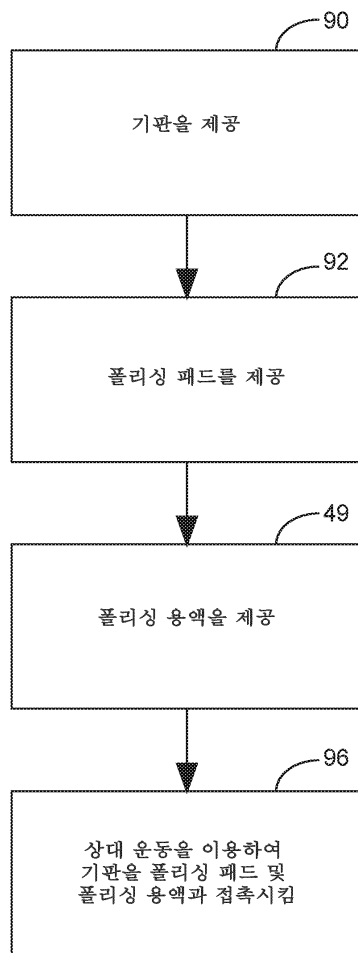 90
기판을 제공
92
폴리싱 패드를 제공
49
폴리싱 용액을 제공
96
상대 운동을 이용하여
기판을 폴리싱 패드 및
폴리싱 용액과 접촉시킴